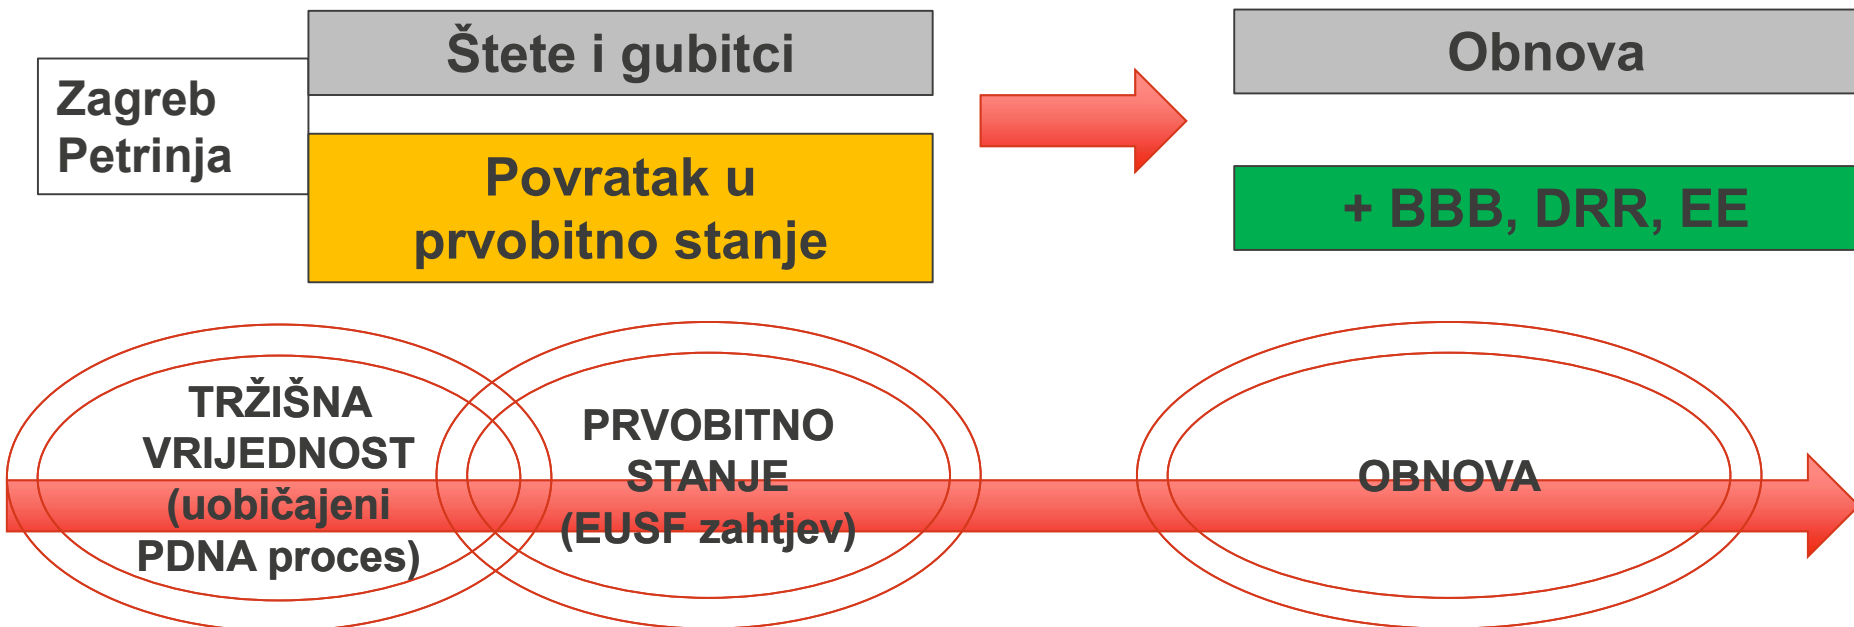 Štete i gubitci
Obnova
Zagreb
Petrinja
Povratak u
prvobitno stanje
+ BBB, DRR, EE
TRŽIŠNA
VRIJEDNOST
(uobičajeni
PDNA proces)
PRVOBITNO
STANJE
(EUSF zahtjev)
OBNOVA